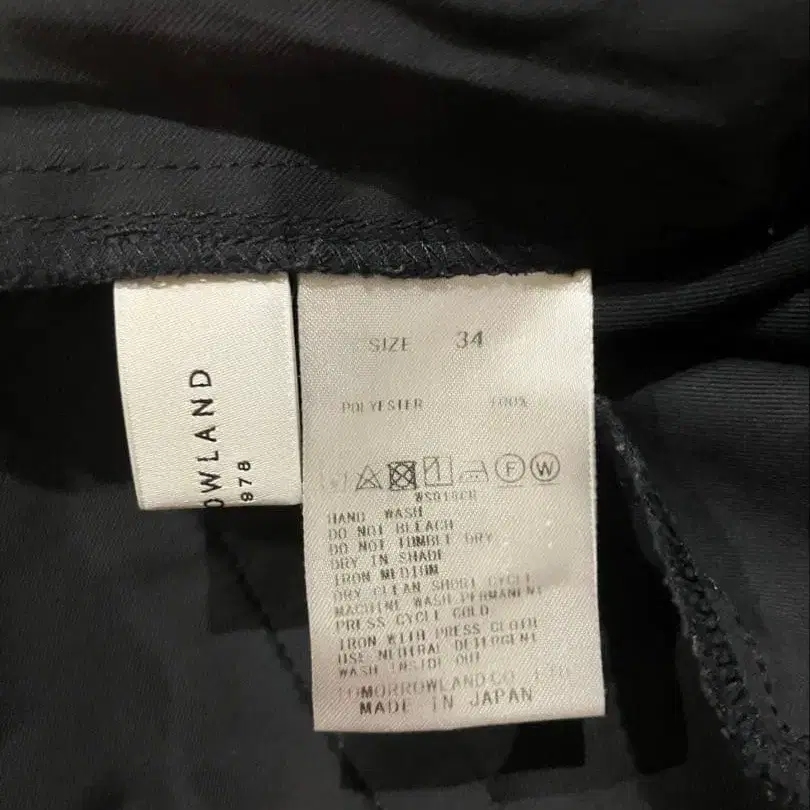 OWLAND
978
SIZE 34
POLYESTER 100%
F W
WS018CR
HAND WASH
DO NOT BLEACH
DO NOT TUMBLE DRY
DRY IN SHADE
IRON MEDIUM
DRY CLEAN SHORT CYCLE
MACHINE WASH PERMANENT
PRESS CYCLE COLD
IRON WITH PRESS CLOTH
USE NEUTRAL DETERGENT
WASH INSIDE OUT
TOMORROWLAND CO. LTD
MADE IN JAPAN